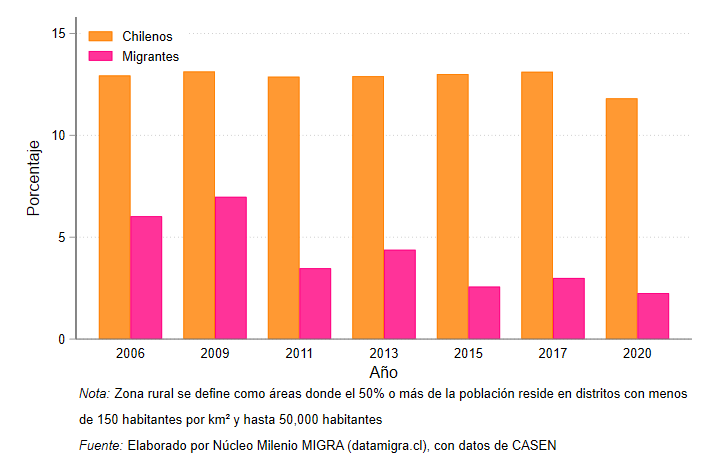 15
Chilenos
Migrantes
10
5
0
Porcentaje
2006 2009 2011 2013 2015 2017 2020
Año
Nota: Zona rural se define como áreas donde el 50% o más de la población reside en distritos con menos
de 150 habitantes por km² y hasta 50,000 habitantes
Fuente: Elaborado por Núcleo Milenio MIGRA (datamigra.cl), con datos de CASEN